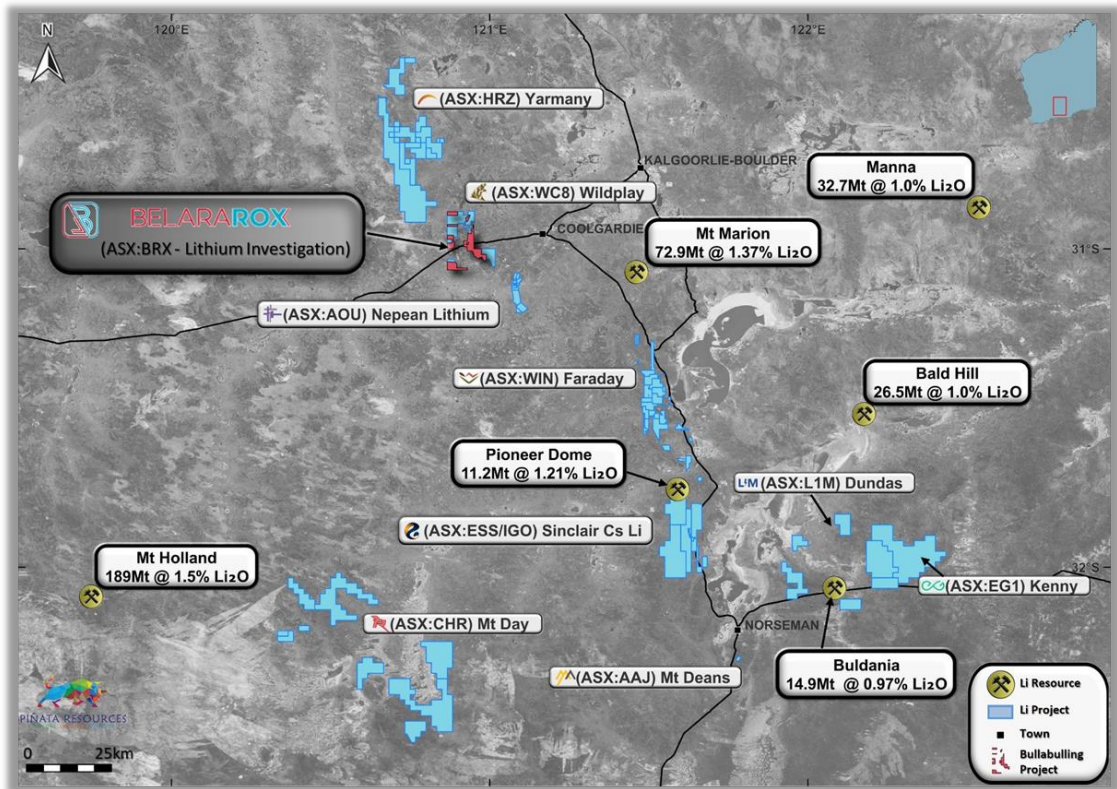 120°E
121°E
122°E
N
(ASX:HRZ) Yarmany
KALGOORLIE-BOULDER
Manna
32.7Mt @ 1.0% Li₂O
(ASX:WC8) Wildplay
BELARAROX
(ASX:BRX - Lithium Investigation)
COOLGARDIE
Mt Marion
72.9Mt @ 1.37% Li₂O
31°S
(ASX:AOU) Nepean Lithium
(ASX:WIN) Faraday
Bald Hill
26.5Mt @ 1.0% Li₂O
Pioneer Dome
11.2Mt @ 1.21% Li₂O
LiM (ASX:L1M) Dundas
(ASX:ESS/IGO) Sinclair Cs Li
Mt Holland
189Mt @ 1.5% Li₂O
32°S
(ASX:EG1) Kenny
(ASX:CHR) Mt Day
NORSEMAN
(ASX:AAJ) Mt Deans
Buldania
14.9Mt @ 0.97% Li₂O
PIÑATA RESOURCES
0 25km
Li Resource
Li Project
Town
Bullabulling
Project